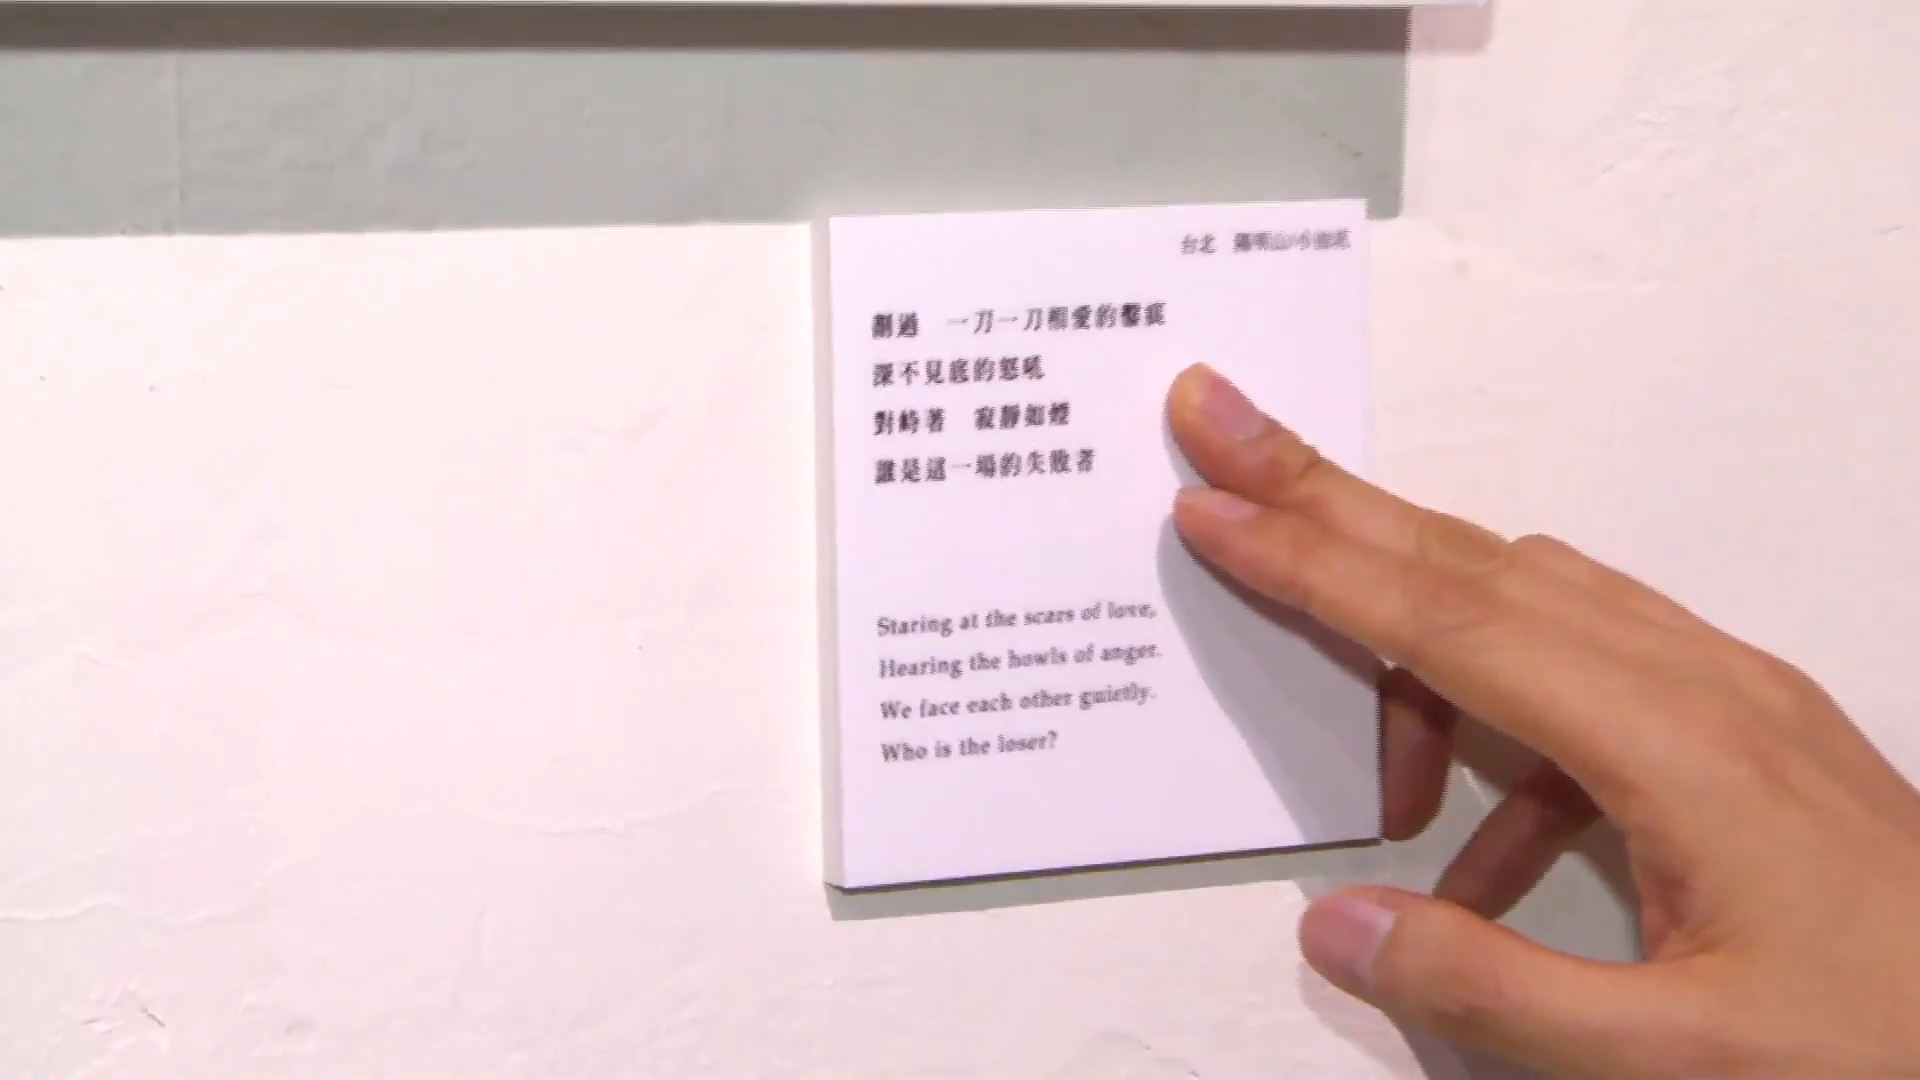 台北　陽明山小油坑
劃過　一刀一刀相愛的鑿痕
深不見底的怒吼
對峙著　寂靜如煙
誰是這一場的失敗者
Staring at the scars of love,
Hearing the howls of anger.
We face each other quietly.
Who is the loser?